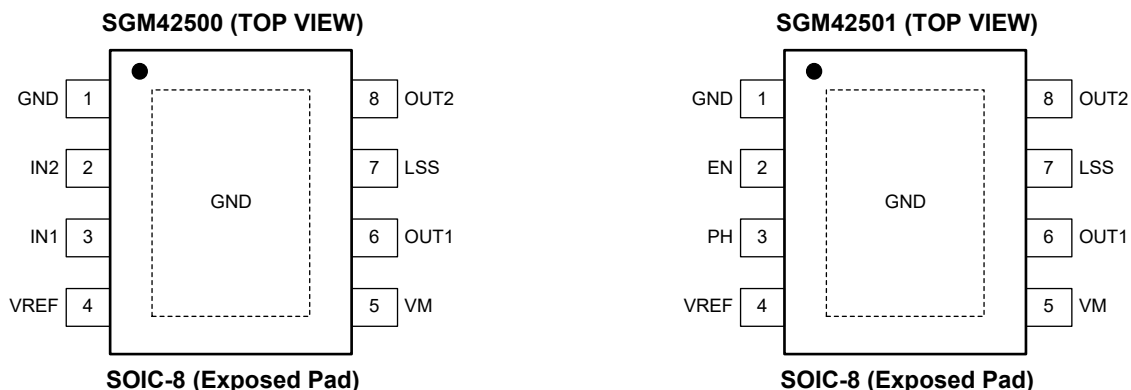 SGM42500 (TOP VIEW)
GND 1
8 OUT2
IN2 2
7 LSS
GND
IN1 3
6 OUT1
VREF 4
5 VM
SOIC-8 (Exposed Pad)
SGM42501 (TOP VIEW)
GND 1
8 OUT2
EN 2
7 LSS
GND
PH 3
6 OUT1
VREF 4
5 VM
SOIC-8 (Exposed Pad)